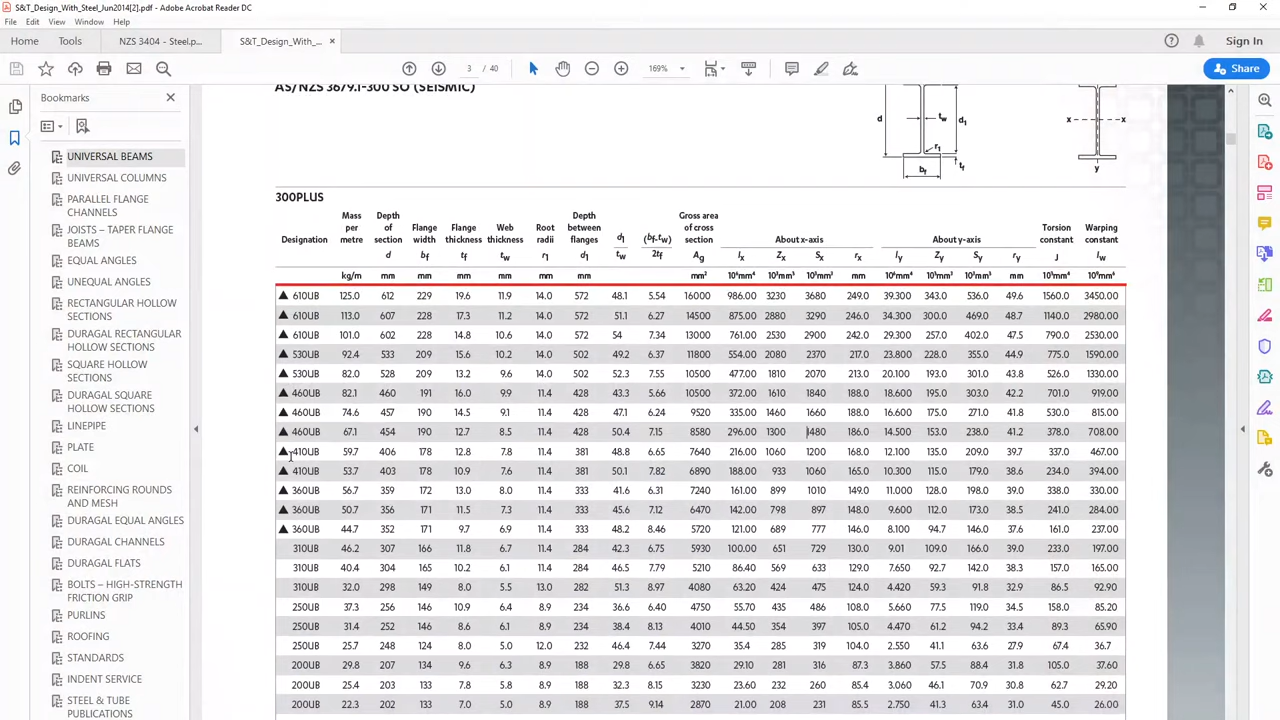 S&T_Design_With_Steel_Jun2014[2].pdf - Adobe Acrobat Reader DC
File Edit View Window Help
Home Tools NZS 3404 - Steel.p... S&T_Design_With_... × Sign In
3 / 40 169% Share
Bookmarks
UNIVERSAL BEAMS
UNIVERSAL COLUMNS
PARALLEL FLANGE
CHANNELS
JOISTS – TAPER FLANGE
BEAMS
EQUAL ANGLES
UNEQUAL ANGLES
RECTANGULAR HOLLOW
SECTIONS
DURAGAL RECTANGULAR
HOLLOW SECTIONS
SQUARE HOLLOW
SECTIONS
DURAGAL SQUARE
HOLLOW SECTIONS
LINEPIPE
PLATE
COIL
REINFORCING ROUNDS
AND MESH
DURAGAL EQUAL ANGLES
DURAGAL CHANNELS
DURAGAL FLATS
BOLTS – HIGH-STRENGTH
FRICTION GRIP
PURLINS
ROOFING
STANDARDS
INDENT SERVICE
STEEL & TUBE
PUBLICATIONS
AS/NZS 3679.1-300 SO (SEISMIC)
d tw d1 r1 tf bf
x x y
300PLUS
Designation Mass per metre Depth of section d Flange width bf Flange thickness tf Web thickness tw Root radii r1 Depth between flanges d1 d1/tw (bf-tw)/2tf Gross area of cross section Ag About x-axis Ix Zx Sx rx About y-axis Iy Zy Sy ry Torsion constant J Warping constant Iw
kg/m mm mm mm mm mm mm mm² 10⁶mm⁴ 10³mm³ 10³mm³ mm 10⁶mm⁴ 10³mm³ 10³mm³ mm 10³mm⁴ 10⁹mm⁶
▲ 610UB 125.0 612 229 19.6 11.9 14.0 572 48.1 5.54 16000 986.00 3230 3680 249.0 39.300 343.0 536.0 49.6 1560.0 3450.00
▲ 610UB 113.0 607 228 17.3 11.2 14.0 572 51.1 6.27 14500 875.00 2880 3290 246.0 34.300 300.0 469.0 48.7 1140.0 2980.00
▲ 610UB 101.0 602 228 14.8 10.6 14.0 572 54 7.34 13000 761.00 2530 2900 242.0 29.300 257.0 402.0 47.5 790.0 2530.00
▲ 530UB 92.4 533 209 15.6 10.2 14.0 502 49.2 6.37 11800 554.00 2080 2370 217.0 23.800 228.0 355.0 44.9 775.0 1590.00
▲ 530UB 82.0 528 209 13.2 9.6 14.0 502 52.3 7.55 10500 477.00 1810 2070 213.0 20.100 193.0 301.0 43.8 526.0 1330.00
▲ 460UB 82.1 460 191 16.0 9.9 11.4 428 43.3 5.66 10500 372.00 1610 1840 188.0 18.600 195.0 303.0 42.2 701.0 919.00
▲ 460UB 74.6 457 190 14.5 9.1 11.4 428 47.1 6.24 9520 335.00 1460 1660 188.0 16.600 175.0 271.0 41.8 530.0 815.00
▲ 460UB 67.1 454 190 12.7 8.5 11.4 428 50.4 7.15 8580 296.00 1300 1480 186.0 14.500 153.0 238.0 41.2 378.0 708.00
▲ 410UB 59.7 406 178 12.8 7.8 11.4 381 48.8 6.65 7640 216.00 1060 1200 168.0 12.100 135.0 209.0 39.7 337.0 467.00
▲ 410UB 53.7 403 178 10.9 7.6 11.4 381 50.1 7.82 6890 188.00 933 1060 165.0 10.300 115.0 179.0 38.6 234.0 394.00
▲ 360UB 56.7 359 172 13.0 8.0 11.4 333 41.6 6.31 7240 161.00 899 1010 149.0 11.000 128.0 198.0 39.0 338.0 330.00
▲ 360UB 50.7 356 171 11.5 7.3 11.4 333 45.6 7.12 6470 142.00 798 897 148.0 9.600 112.0 173.0 38.5 241.0 284.00
▲ 360UB 44.7 352 171 9.7 6.9 11.4 333 48.2 8.46 5720 121.00 689 777 146.0 8.100 94.7 146.0 37.6 161.0 237.00
310UB 46.2 307 166 11.8 6.7 11.4 284 42.3 6.75 5930 100.00 651 729 130.0 9.01 109.0 166.0 39.0 233.0 197.00
310UB 40.4 304 165 10.2 6.1 11.4 284 46.5 7.79 5210 86.40 569 633 129.0 7.650 92.7 142.0 38.3 157.0 165.00
310UB 32.0 298 149 8.0 5.5 13.0 282 51.3 8.97 4080 63.20 424 475 124.0 4.420 59.3 91.8 32.9 86.5 92.90
250UB 37.3 256 146 10.9 6.4 8.9 234 36.6 6.40 4750 55.70 435 486 108.0 5.660 77.5 119.0 34.5 158.0 85.20
250UB 31.4 252 146 8.6 6.1 8.9 234 38.4 8.13 4010 44.50 354 397 105.0 4.470 61.2 94.2 33.4 89.3 65.90
250UB 25.7 248 124 8.0 5.0 12.0 232 46.4 7.44 3270 35.4 285 319 104.0 2.550 41.1 63.6 27.9 67.4 36.7
200UB 29.8 207 134 9.6 6.3 8.9 188 29.8 6.65 3820 29.10 281 316 87.3 3.860 57.5 88.4 31.8 105.0 37.60
200UB 25.4 203 133 7.8 5.8 8.9 188 32.3 8.15 3230 23.60 232 260 85.4 3.060 46.1 70.9 30.8 62.7 29.20
200UB 22.3 202 133 7.0 5.0 8.9 188 37.5 9.14 2870 21.00 208 231 85.5 2.750 41.3 63.4 31.0 45.0 26.00